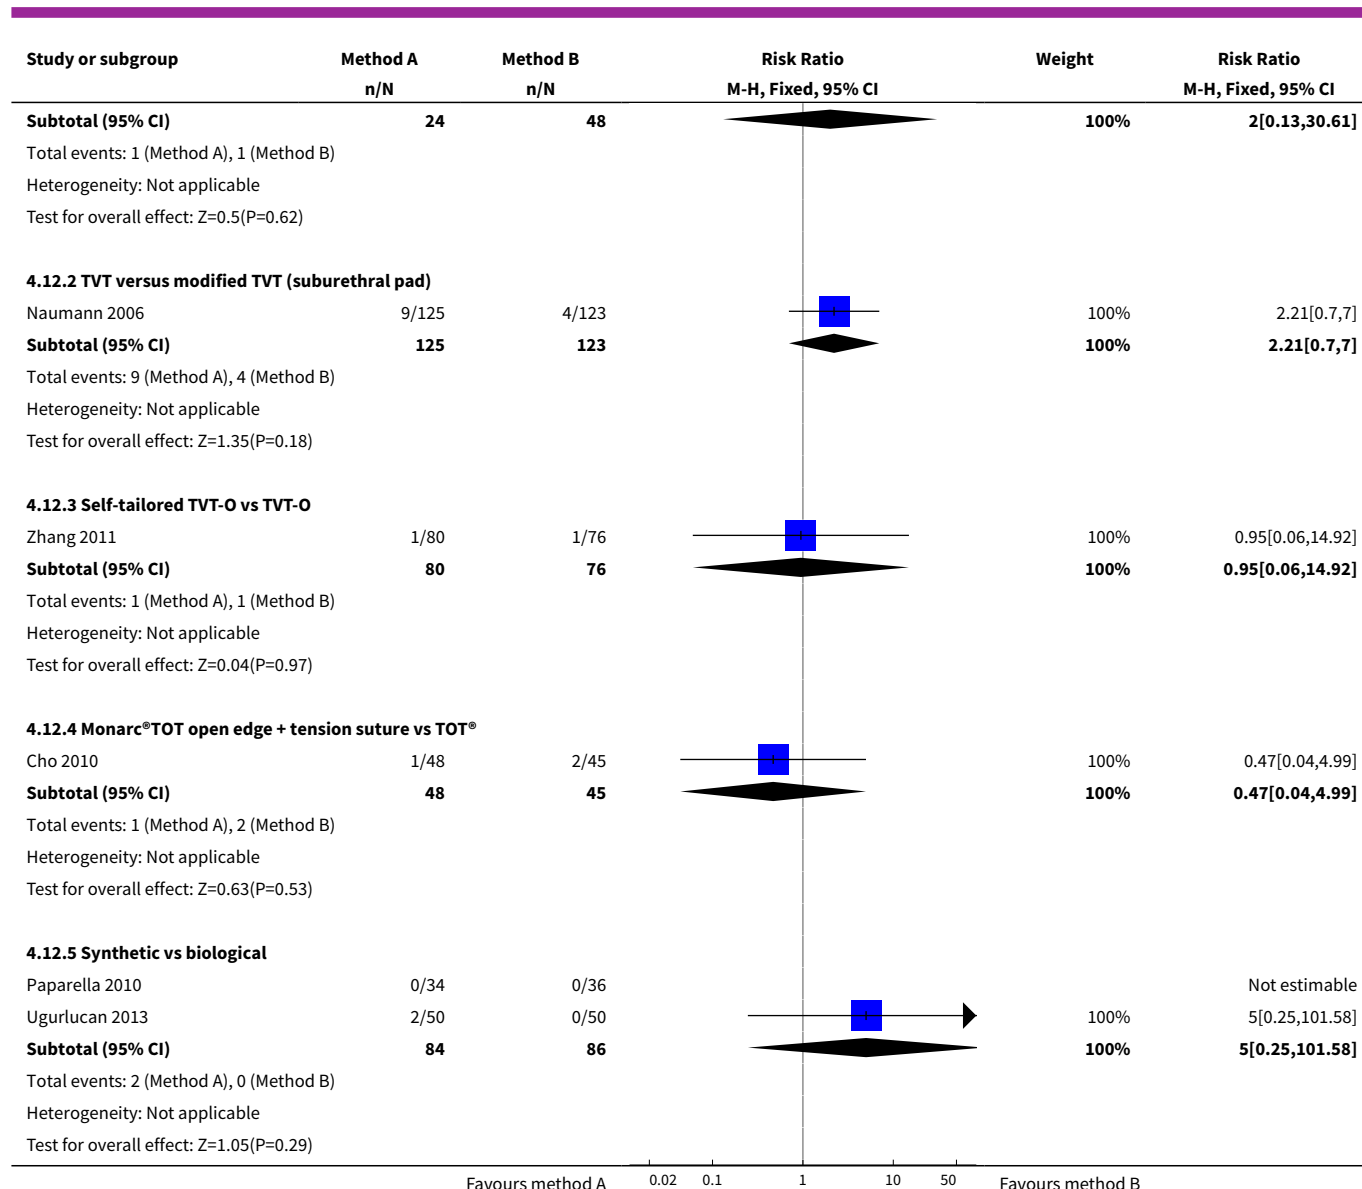 Study or subgroup Method A Method B Risk Ratio Weight Risk Ratio
n/N n/N M-H, Fixed, 95% CI M-H, Fixed, 95% CI
Subtotal (95% CI) 24 48 100% 2[0.13,30.61]
Total events: 1 (Method A), 1 (Method B)
Heterogeneity: Not applicable
Test for overall effect: Z=0.5(P=0.62)
4.12.2 TVT versus modified TVT (suburethral pad)
Naumann 2006 9/125 4/123 100% 2.21[0.7,7]
Subtotal (95% CI) 125 123 100% 2.21[0.7,7]
Total events: 9 (Method A), 4 (Method B)
Heterogeneity: Not applicable
Test for overall effect: Z=1.35(P=0.18)
4.12.3 Self-tailored TVT-O vs TVT-O
Zhang 2011 1/80 1/76 100% 0.95[0.06,14.92]
Subtotal (95% CI) 80 76 100% 0.95[0.06,14.92]
Total events: 1 (Method A), 1 (Method B)
Heterogeneity: Not applicable
Test for overall effect: Z=0.04(P=0.97)
4.12.4 Monarc®TOT open edge + tension suture vs TOT®
Cho 2010 1/48 2/45 100% 0.47[0.04,4.99]
Subtotal (95% CI) 48 45 100% 0.47[0.04,4.99]
Total events: 1 (Method A), 2 (Method B)
Heterogeneity: Not applicable
Test for overall effect: Z=0.63(P=0.53)
4.12.5 Synthetic vs biological
Paparella 2010 0/34 0/36 Not estimable
Ugurlucan 2013 2/50 0/50 100% 5[0.25,101.58]
Subtotal (95% CI) 84 86 100% 5[0.25,101.58]
Total events: 2 (Method A), 0 (Method B)
Heterogeneity: Not applicable
Test for overall effect: Z=1.05(P=0.29)
Favours method A 0.02 0.1 1 10 50 Favours method B